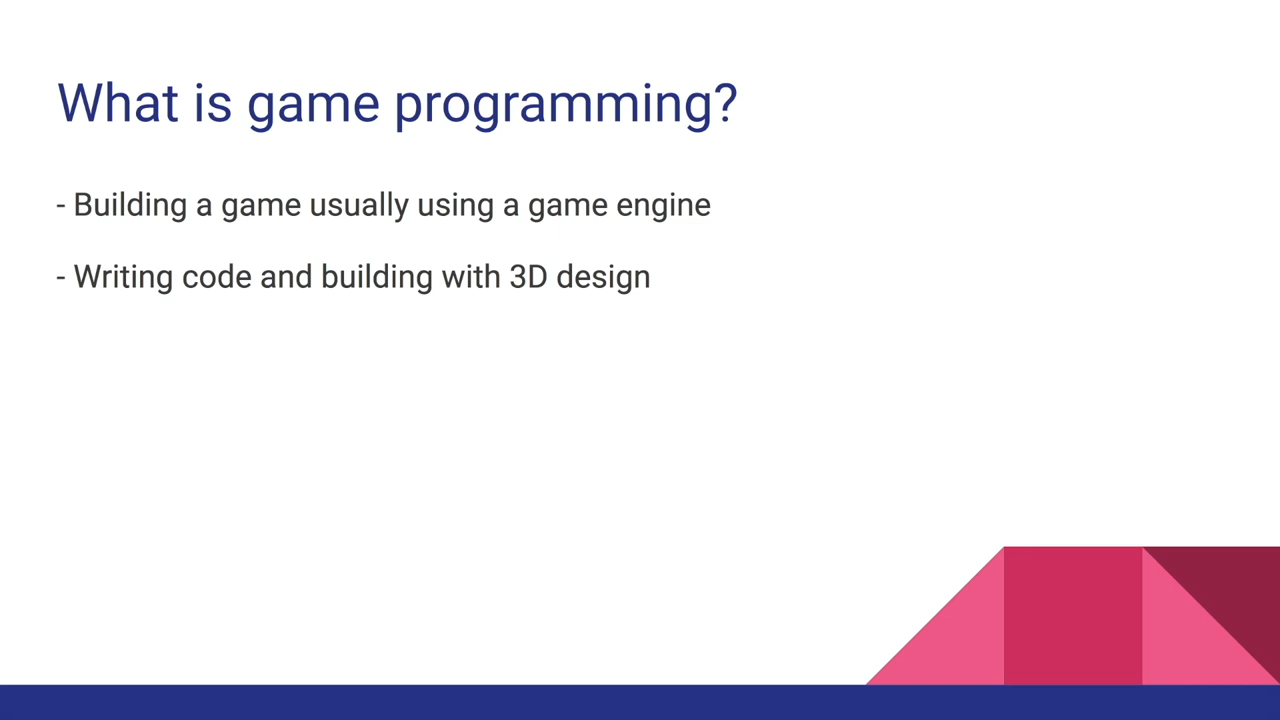 What is game programming?
- Building a game usually using a game engine
- Writing code and building with 3D design